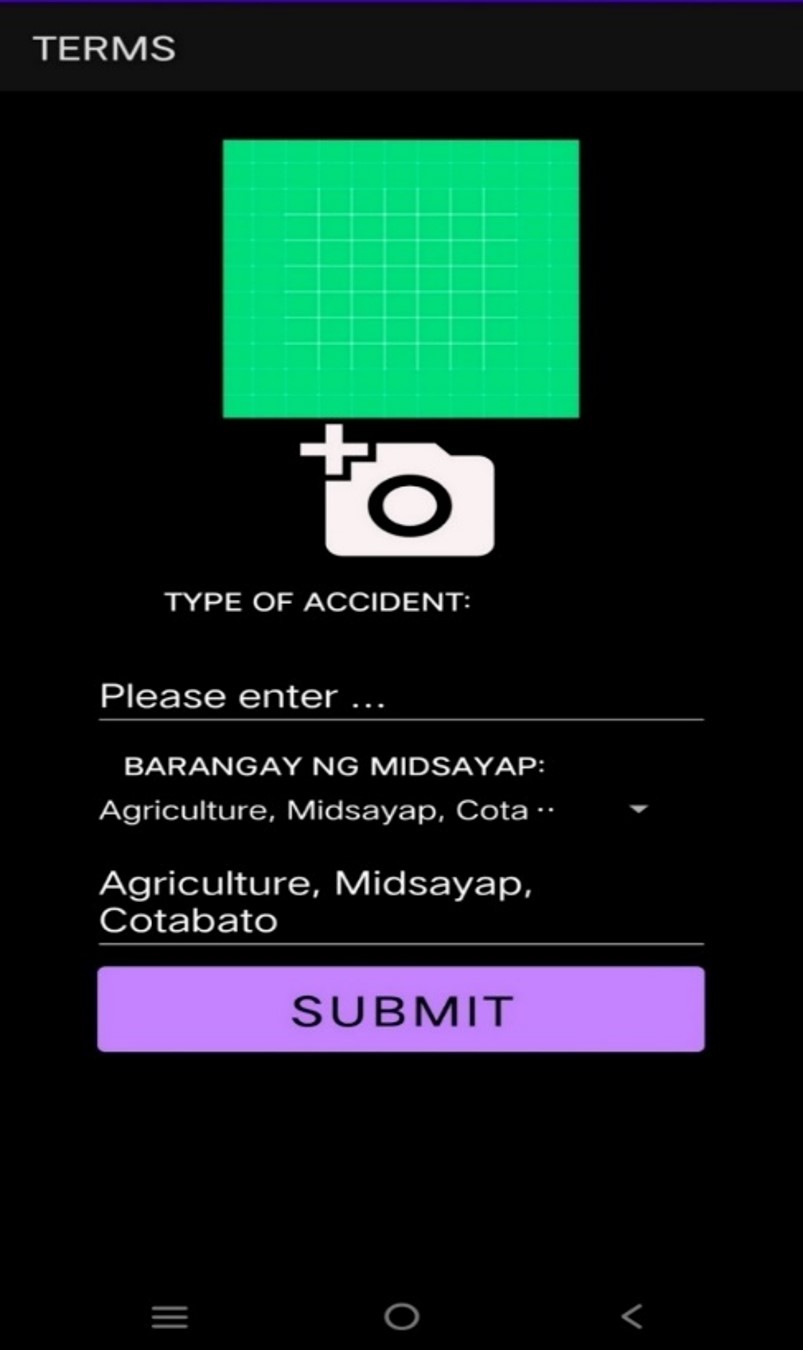 TERMS
TYPE OF ACCIDENT:
Please enter ...
BARANGAY NG MIDSAYAP:
Agriculture, Midsayap, Cota ··
Agriculture, Midsayap,
Cotabato
SUBMIT